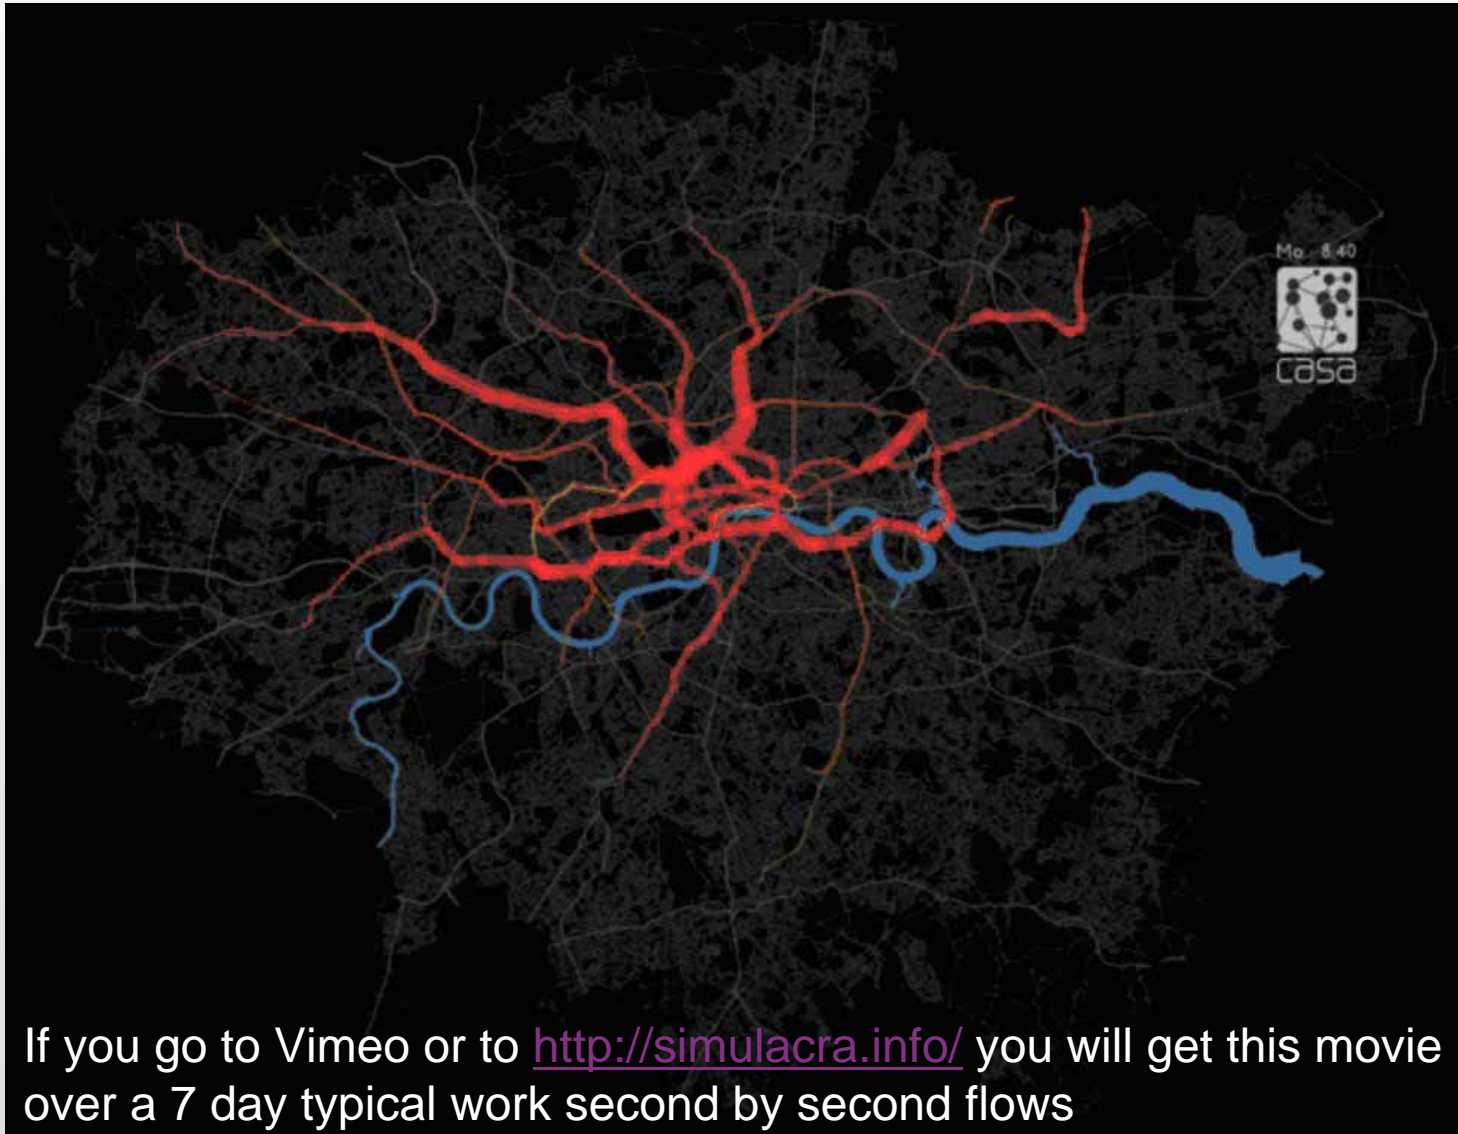 Mo 8:40
casa
If you go to Vimeo or to http://simulacra.info/ you will get this movie
over a 7 day typical work second by second flows